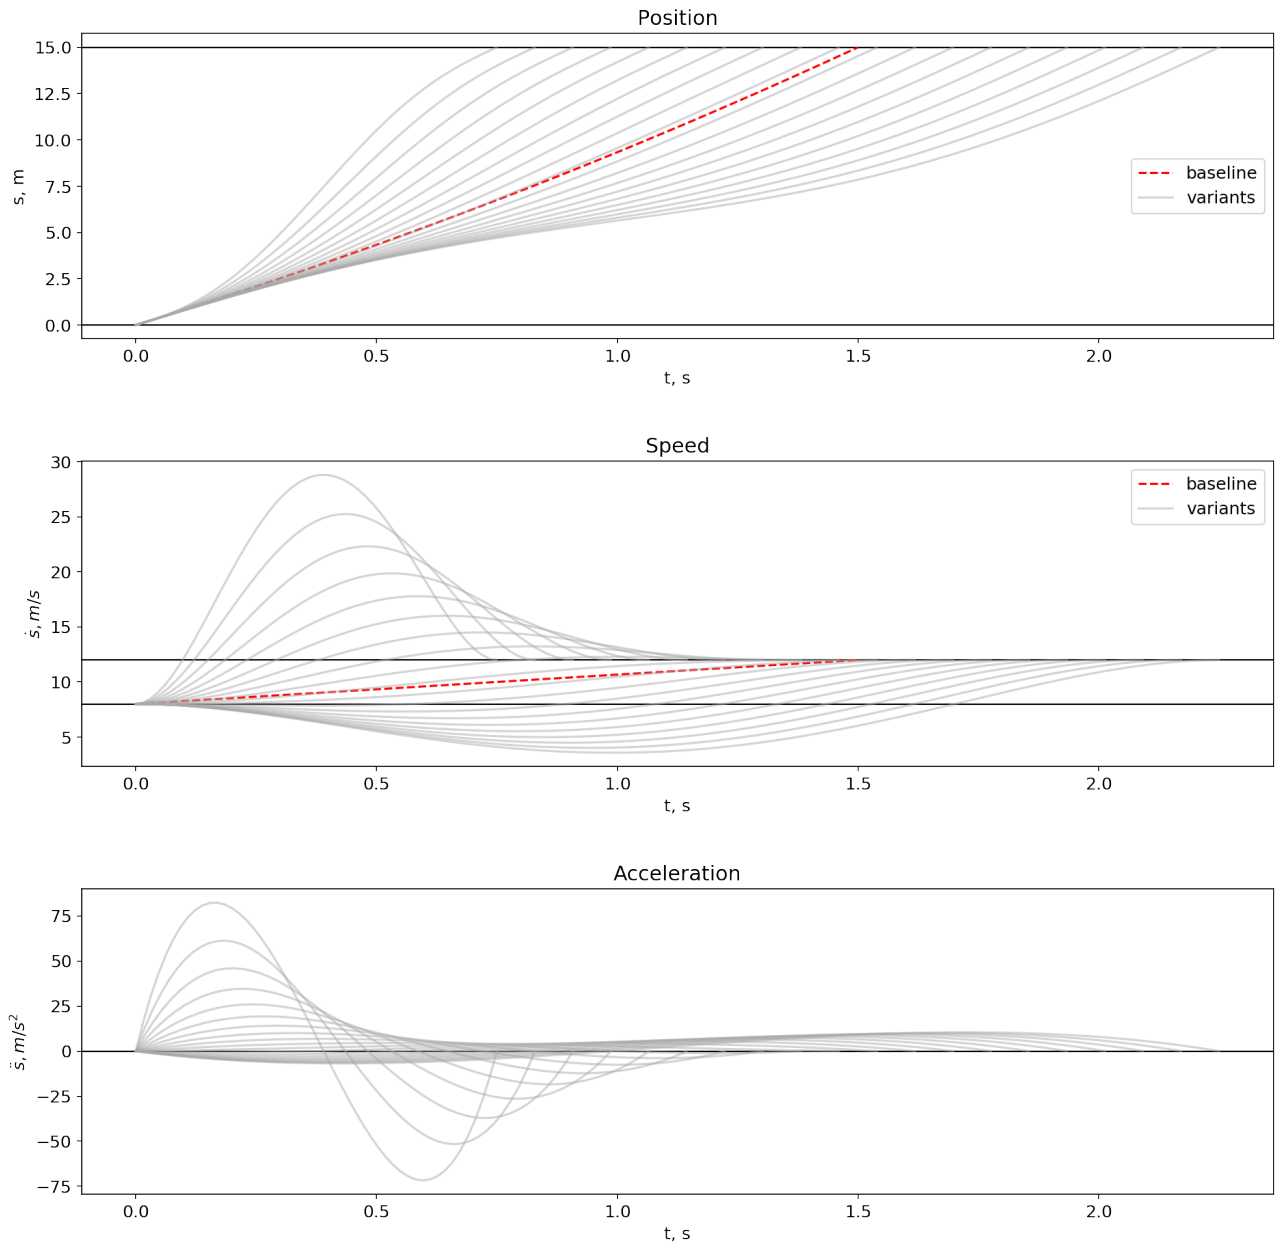 Position
15.0
12.5
10.0
7.5
5.0
2.5
0.0
s, m
baseline
variants
0.0 0.5 1.0 1.5 2.0
t, s
Speed
30
25
20
15
10
5
ṡ, m/s
baseline
variants
0.0 0.5 1.0 1.5 2.0
t, s
Acceleration
75
50
25
0
−25
−50
−75
s̈, m/s²
0.0 0.5 1.0 1.5 2.0
t, s